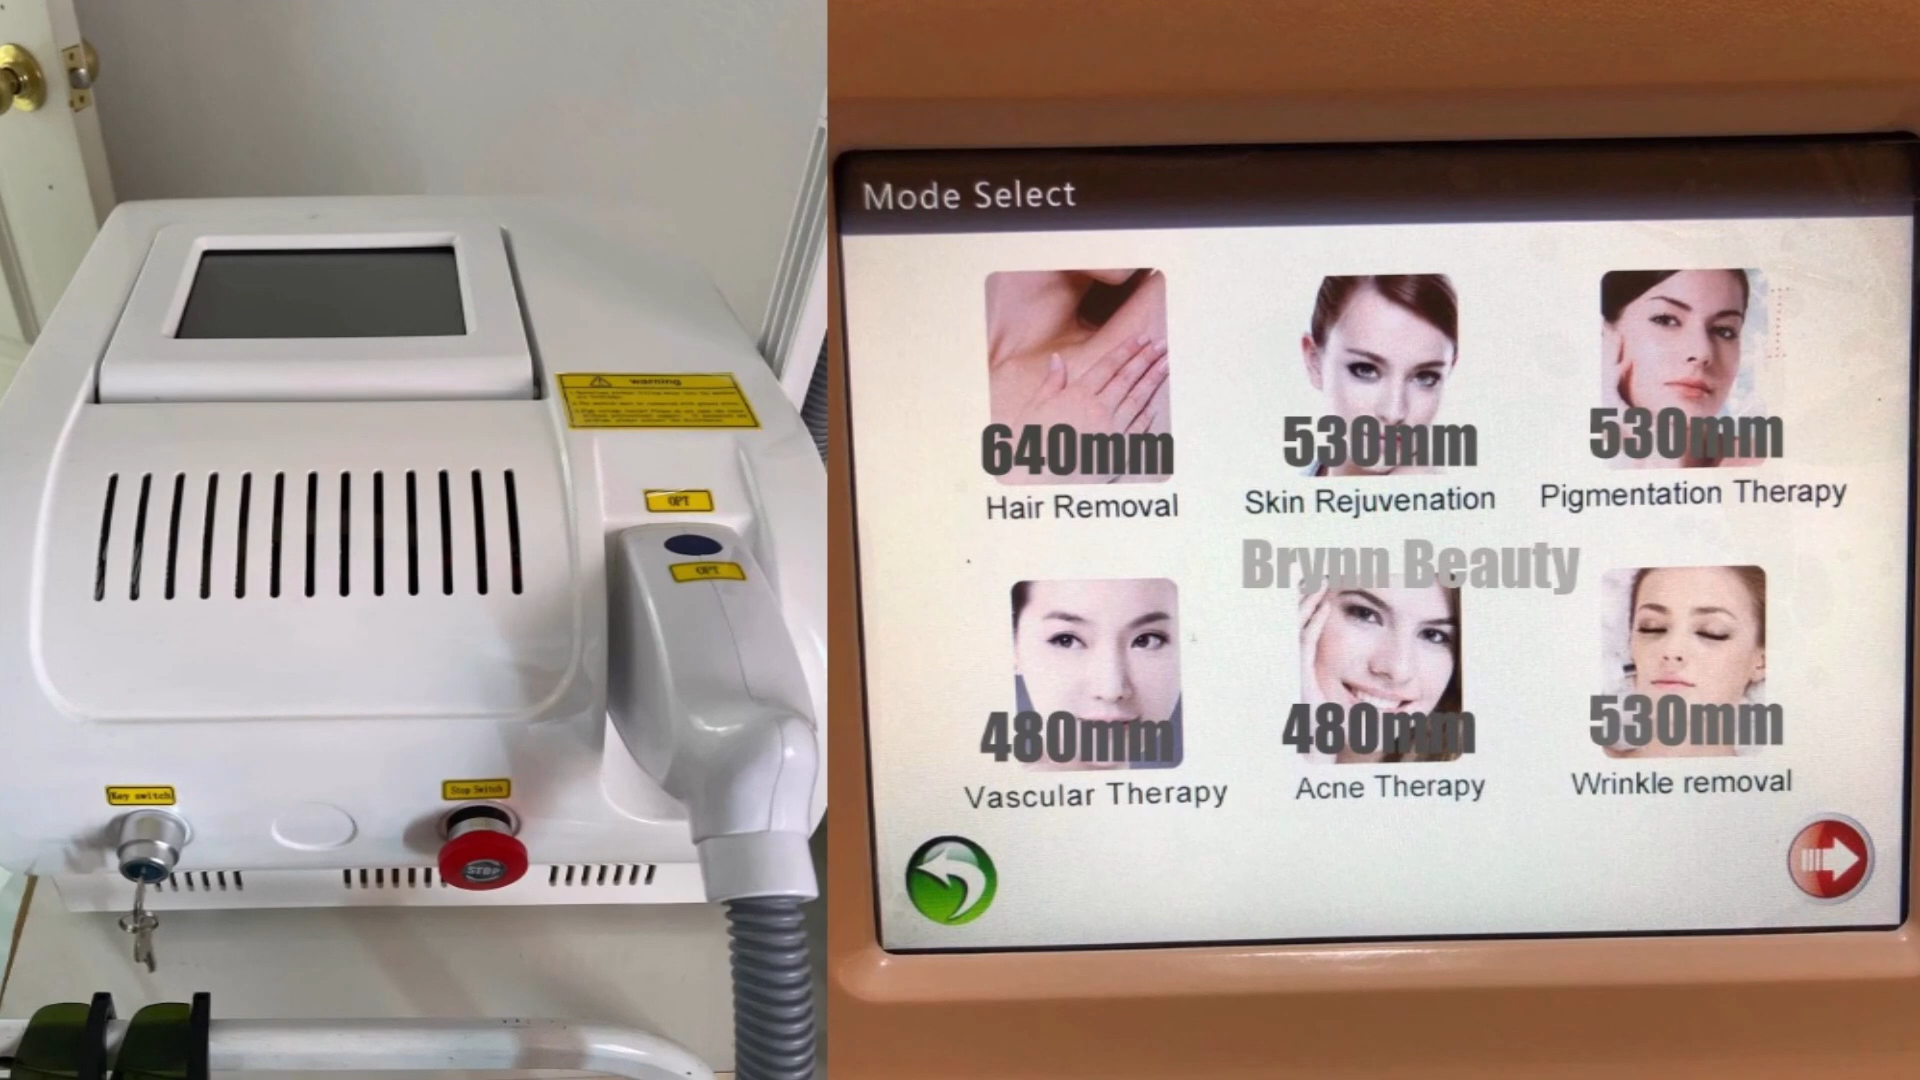 warning
OPT
OPT
Key switch
Stop Switch
STOP
Mode Select
640mm
530mm
530mm
Hair Removal
Skin Rejuvenation
Pigmentation Therapy
Brynn Beauty
480mm
480mm
530mm
Vascular Therapy
Acne Therapy
Wrinkle removal